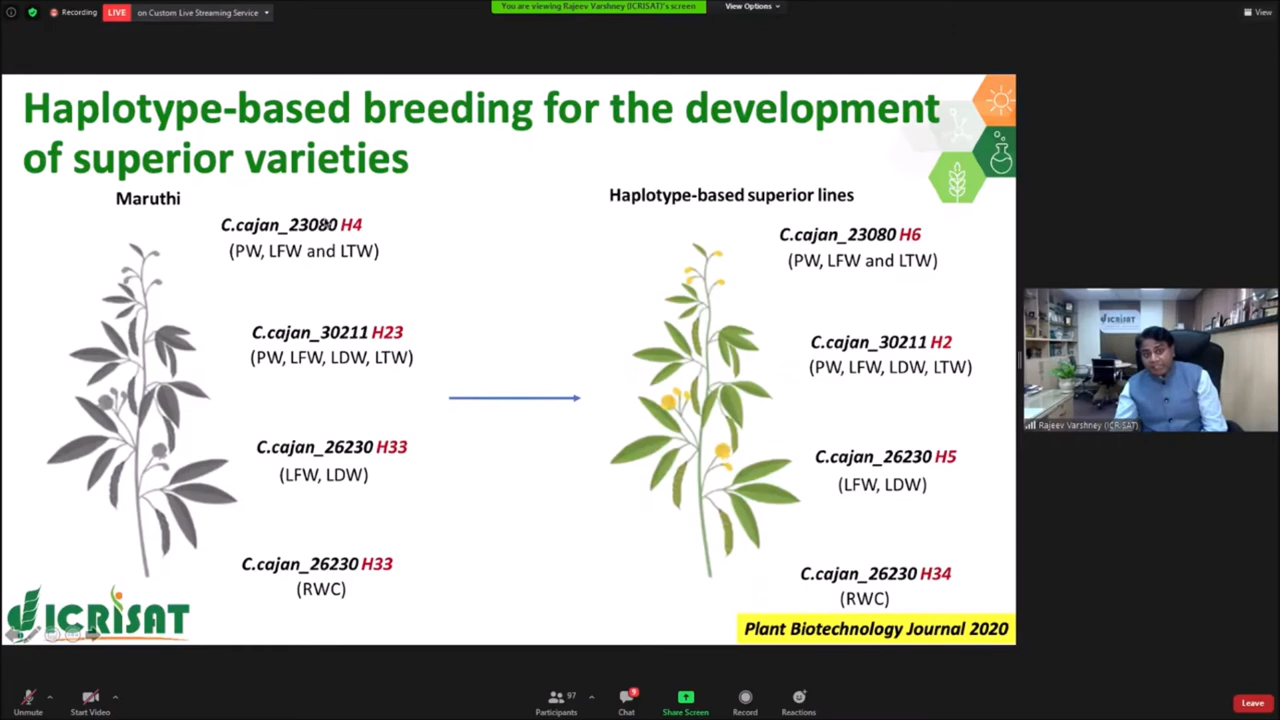 Recording
LIVE
on Custom Live Streaming Service
You are viewing Rajeev Varshney (ICRISAT)'s screen
View Options
View
Haplotype-based breeding for the development
of superior varieties
Maruthi
C.cajan_23080 H4
(PW, LFW and LTW)
C.cajan_30211 H23
(PW, LFW, LDW, LTW)
C.cajan_26230 H33
(LFW, LDW)
C.cajan_26230 H33
(RWC)
Haplotype-based superior lines
C.cajan_23080 H6
(PW, LFW and LTW)
C.cajan_30211 H2
(PW, LFW, LDW, LTW)
C.cajan_26230 H5
(LFW, LDW)
C.cajan_26230 H34
(RWC)
ICRISAT
Plant Biotechnology Journal 2020
ICRISAT
Rajeev Varshney (ICRISAT)
Unmute
Start Video
97
Participants
9
Chat
Share Screen
Record
Reactions
Leave